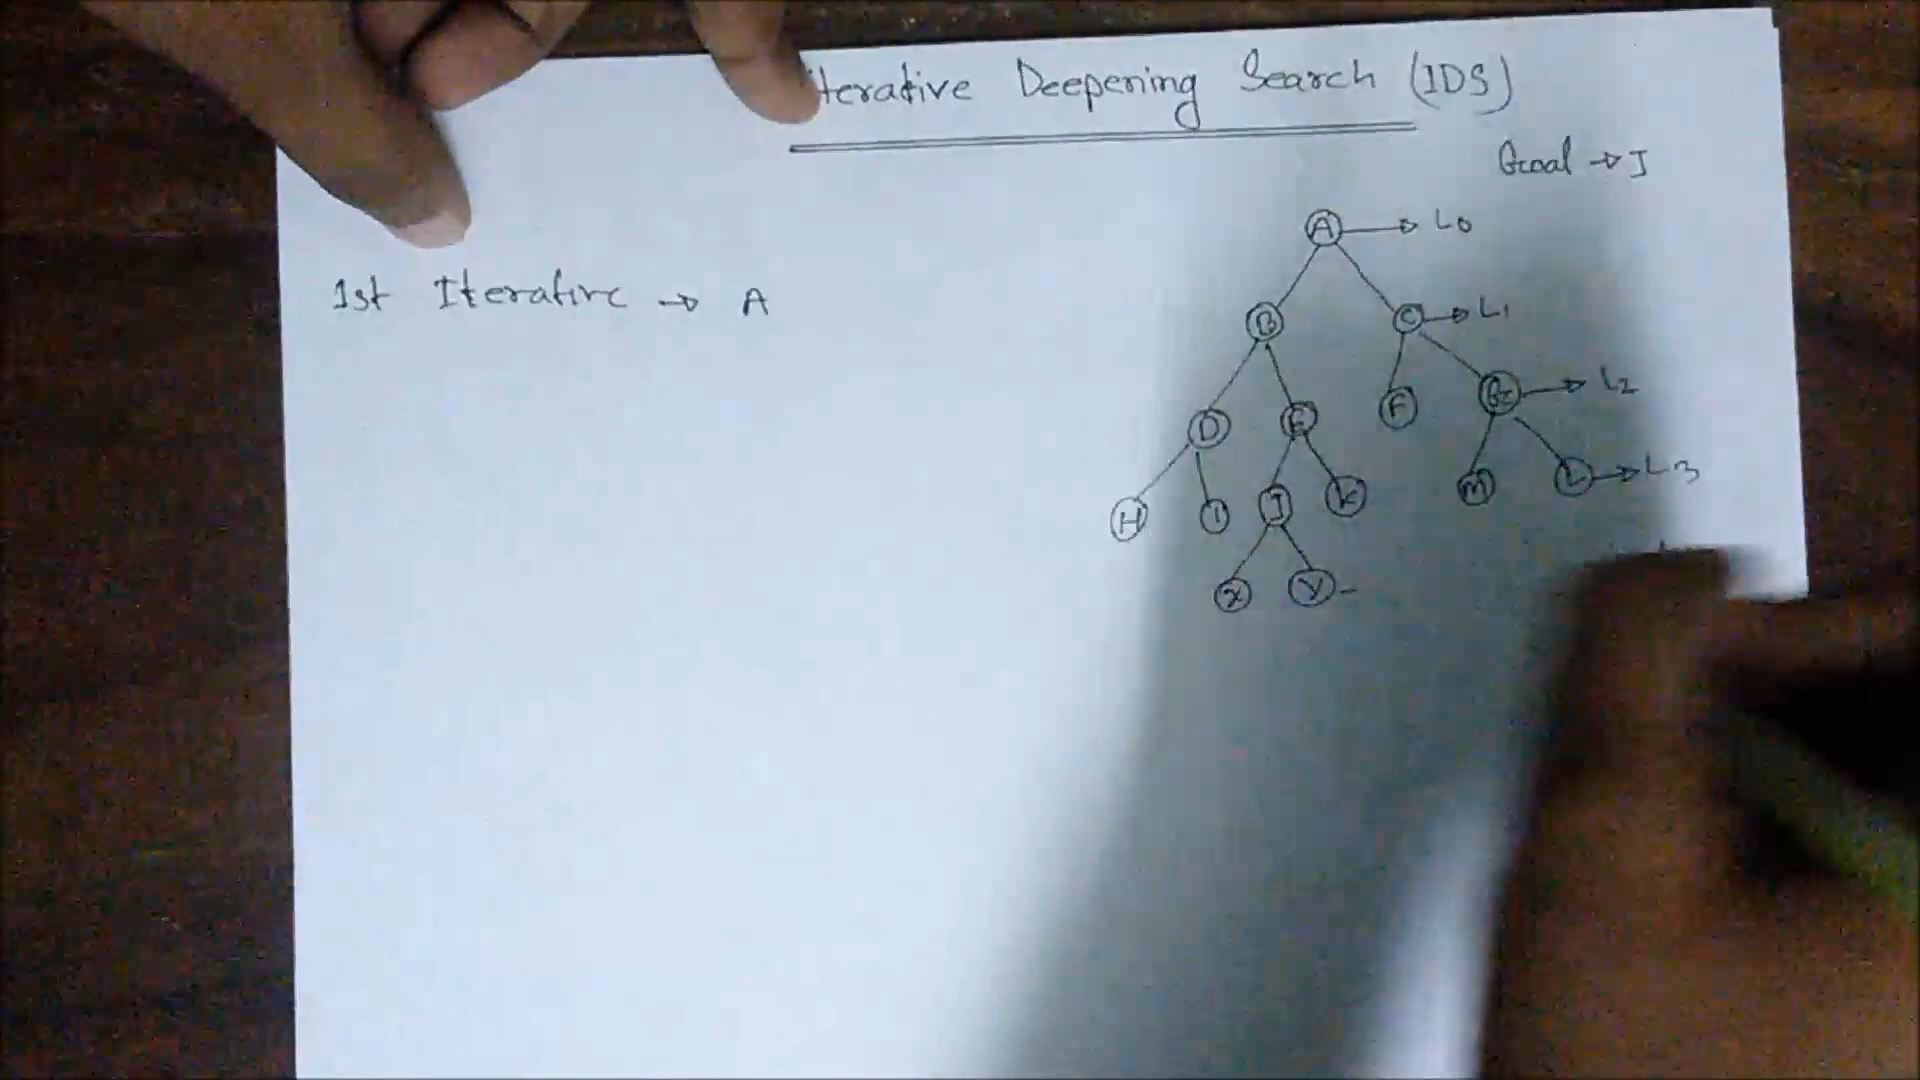 Iterative Deepening Search (IDS)
Goal → J
A → L0
1st Iterative → A
B C → L1
D E F G → L2
H I J K M L → L3
X Y